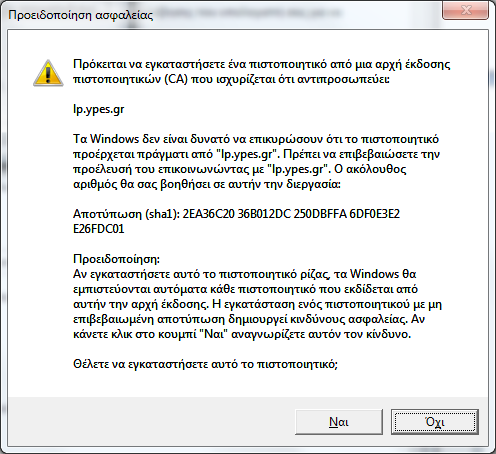 Προειδοποίηση ασφαλείας
Πρόκειται να εγκαταστήσετε ένα πιστοποιητικό από μια αρχή έκδοσης
πιστοποιητικών (CA) που ισχυρίζεται ότι αντιπροσωπεύει:
lp.ypes.gr
Τα Windows δεν είναι δυνατό να επικυρώσουν ότι το πιστοποιητικό
προέρχεται πράγματι από "lp.ypes.gr". Πρέπει να επιβεβαιώσετε την
προέλευσή του επικοινωνώντας με "lp.ypes.gr". Ο ακόλουθος
αριθμός θα σας βοηθήσει σε αυτήν την διεργασία:
Αποτύπωση (sha1): 2EA36C20 36B012DC 250DBFFA 6DF0E3E2
E26FDC01
Προειδοποίηση:
Αν εγκαταστήσετε αυτό το πιστοποιητικό ρίζας, τα Windows θα
εμπιστεύονται αυτόματα κάθε πιστοποιητικό που εκδίδεται από
αυτήν την αρχή έκδοσης. Η εγκατάσταση ενός πιστοποιητικού με μη
επιβεβαιωμένη αποτύπωση δημιουργεί κινδύνους ασφαλείας. Αν
κάνετε κλικ στο κουμπί "Ναι" αναγνωρίζετε αυτόν τον κίνδυνο.
Θέλετε να εγκαταστήσετε αυτό το πιστοποιητικό;
Ναι
Όχι